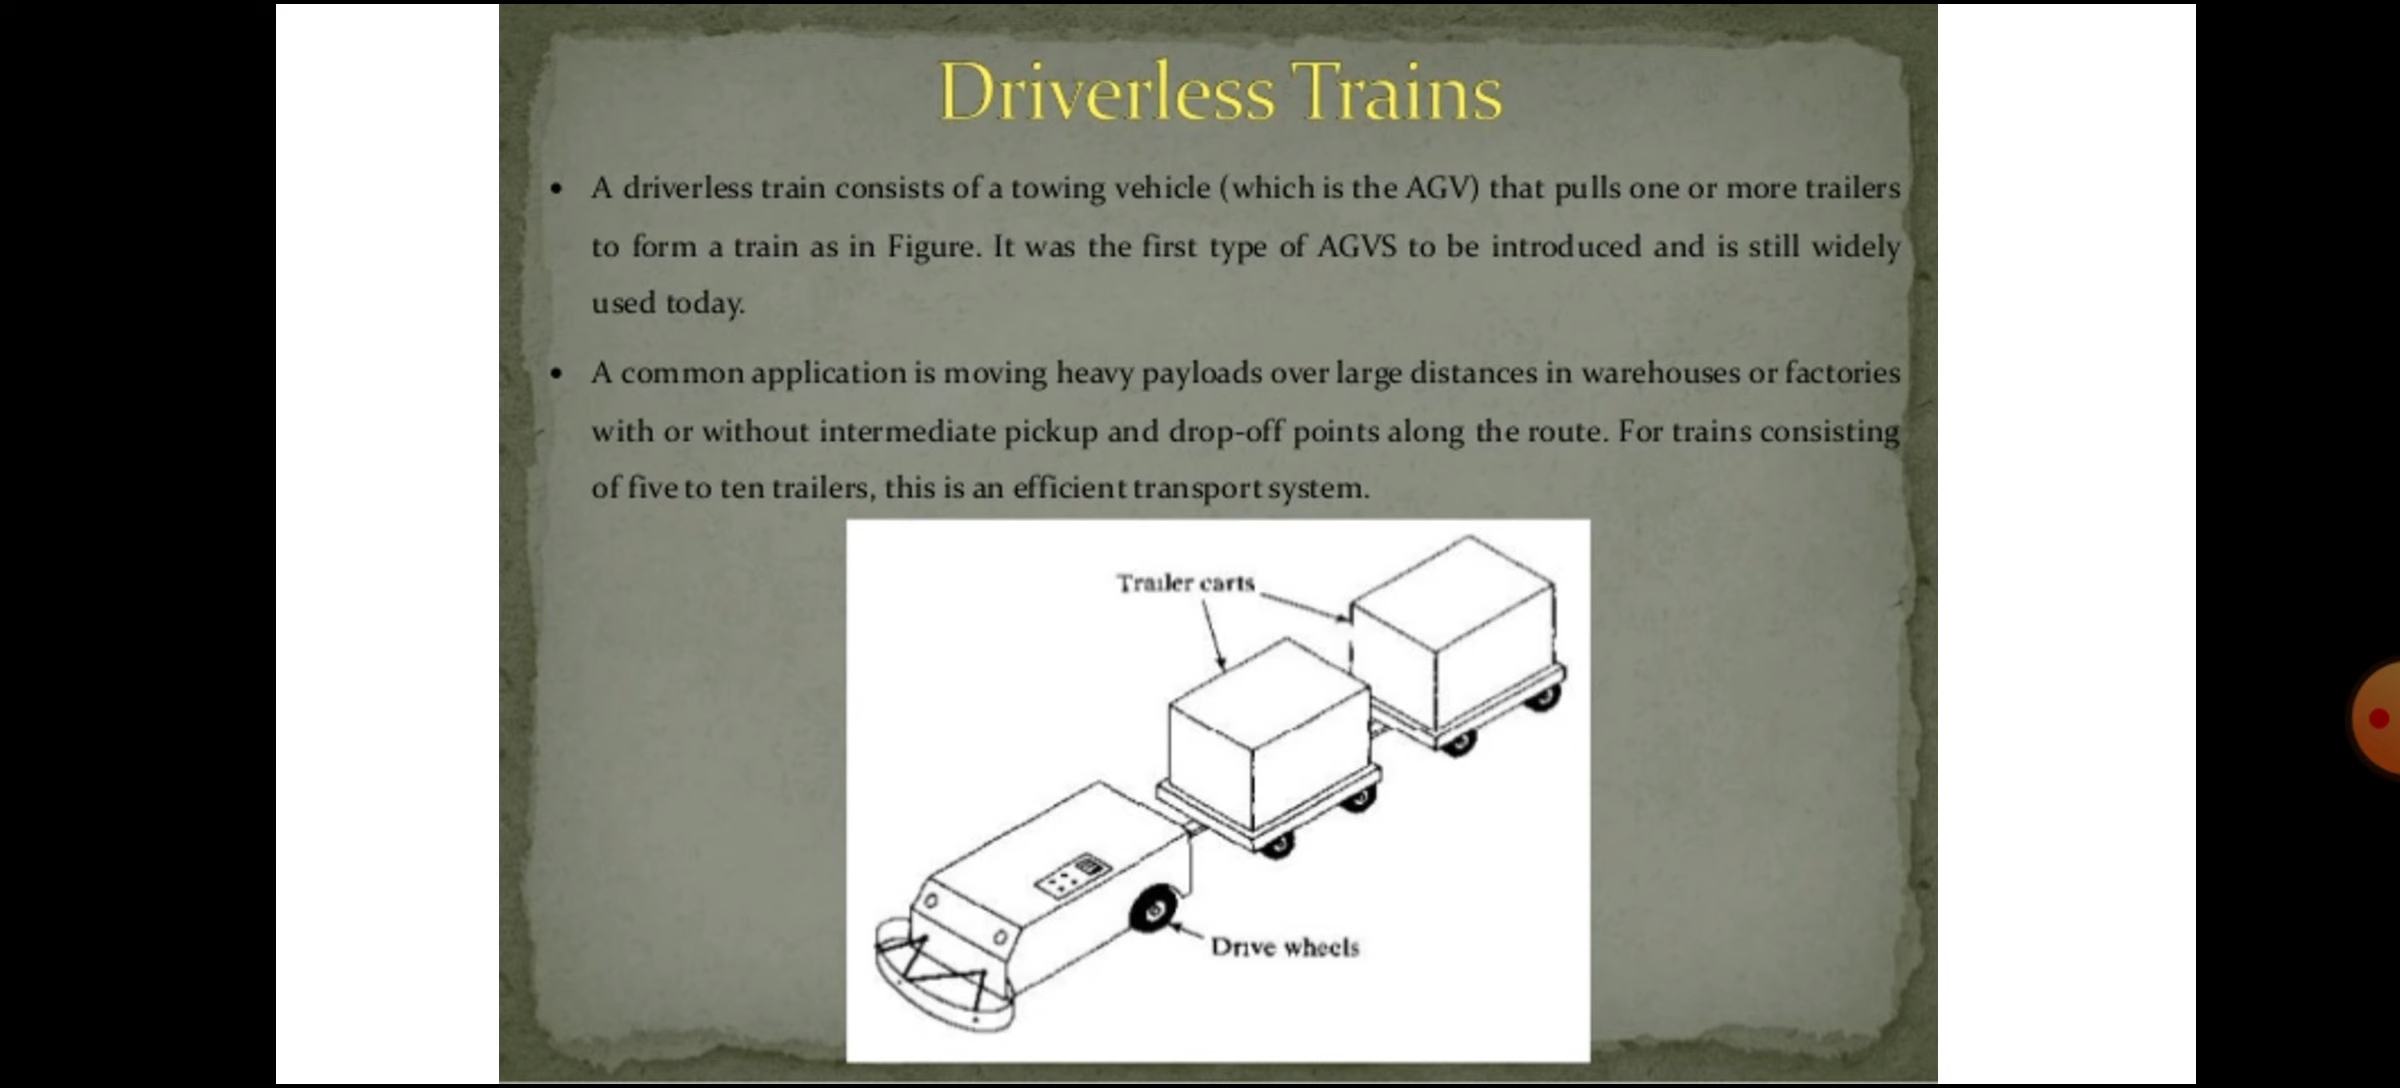 Driverless Trains
• A driverless train consists of a towing vehicle (which is the AGV) that pulls one or more trailers
to form a train as in Figure. It was the first type of AGVS to be introduced and is still widely
used today.
• A common application is moving heavy payloads over large distances in warehouses or factories
with or without intermediate pickup and drop-off points along the route. For trains consisting
of five to ten trailers, this is an efficient transport system.
Trailer carts
Drive wheels